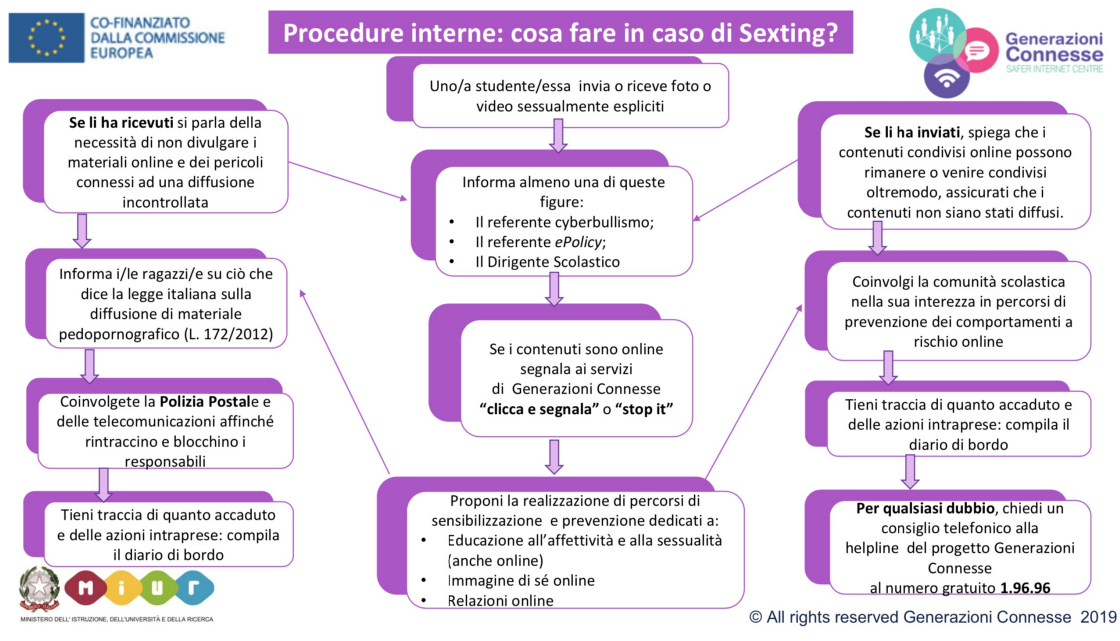 CO-FINANZIATO
DALLA COMMISSIONE
EUROPEA
Procedure interne: cosa fare in caso di Sexting?
Generazioni
Connesse
SAFER INTERNET CENTRE
Uno/a studente/essa invia o riceve foto o
video sessualmente espliciti
Se li ha ricevuti si parla della
necessità di non divulgare i
materiali online e dei pericoli
connessi ad una diffusione
incontrollata
Informa i/le ragazzi/e su ciò che
dice la legge italiana sulla
diffusione di materiale
pedopornografico (L. 172/2012)
Coinvolgete la Polizia Postale e
delle telecomunicazioni affinché
rintraccino e blocchino i
responsabili
Tieni traccia di quanto accaduto
e delle azioni intraprese: compila
il diario di bordo
Informa almeno una di queste
figure:
• Il referente cyberbullismo;
• Il referente ePolicy;
• Il Dirigente Scolastico
Se i contenuti sono online
segnala ai servizi
di Generazioni Connesse
“clicca e segnala” o “stop it”
Proponi la realizzazione di percorsi di
sensibilizzazione e prevenzione dedicati a:
• Educazione all’affettività e alla sessualità
(anche online)
• Immagine di sé online
• Relazioni online
Se li ha inviati, spiega che i
contenuti condivisi online possono
rimanere o venire condivisi
oltremodo, assicurati che i
contenuti non siano stati diffusi.
Coinvolgi la comunità scolastica
nella sua interezza in percorsi di
prevenzione dei comportamenti a
rischio online
Tieni traccia di quanto accaduto e
delle azioni intraprese: compila il
diario di bordo
Per qualsiasi dubbio, chiedi un
consiglio telefonico alla
helpline del progetto Generazioni
Connesse
al numero gratuito 1.96.96
miur
MINISTERO DELL' ISTRUZIONE, DELL'UNIVERSITÀ E DELLA RICERCA
© All rights reserved Generazioni Connesse 2019